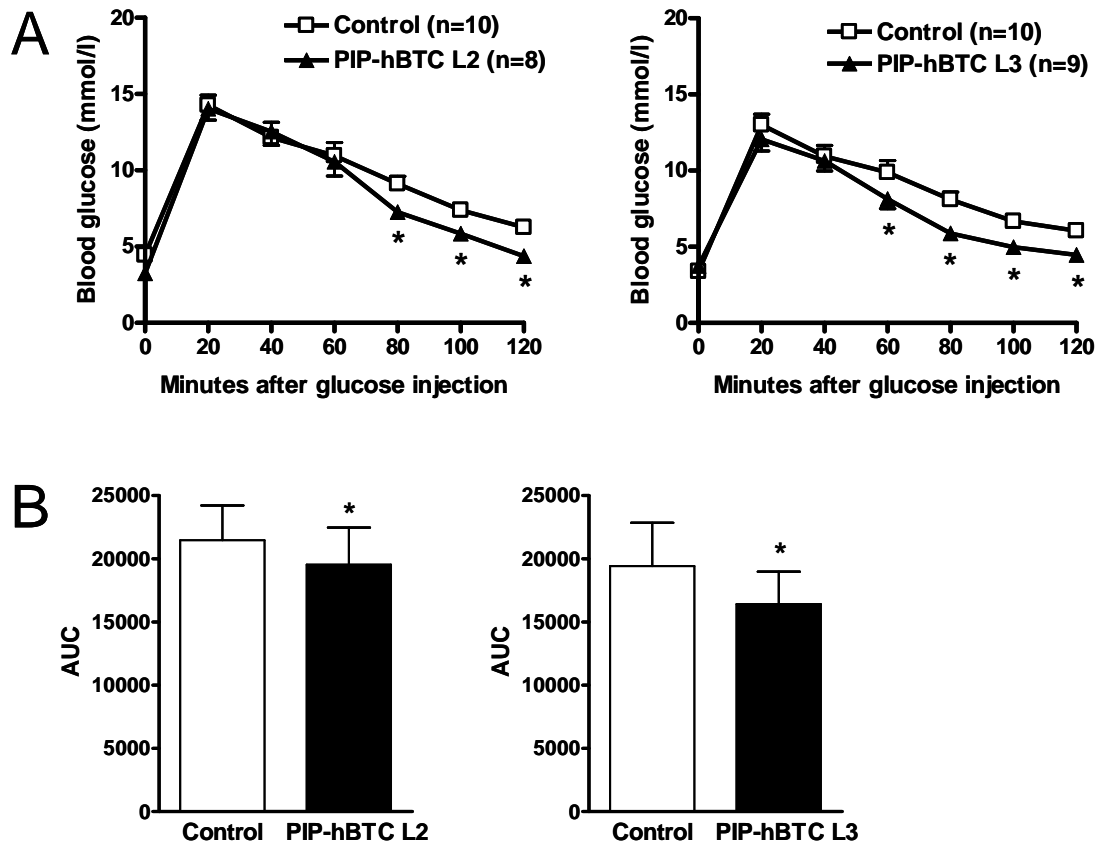 A
Blood glucose (mmol/l)
20
15
10
5
0
Control (n=10)
PIP-hBTC L2 (n=8)
*
*
*
0 20 40 60 80 100 120
Minutes after glucose injection
Blood glucose (mmol/l)
20
15
10
5
0
Control (n=10)
PIP-hBTC L3 (n=9)
*
*
*
*
0 20 40 60 80 100 120
Minutes after glucose injection
B
AUC
25000
20000
15000
10000
5000
0
*
Control PIP-hBTC L2
AUC
25000
20000
15000
10000
5000
0
*
Control PIP-hBTC L3